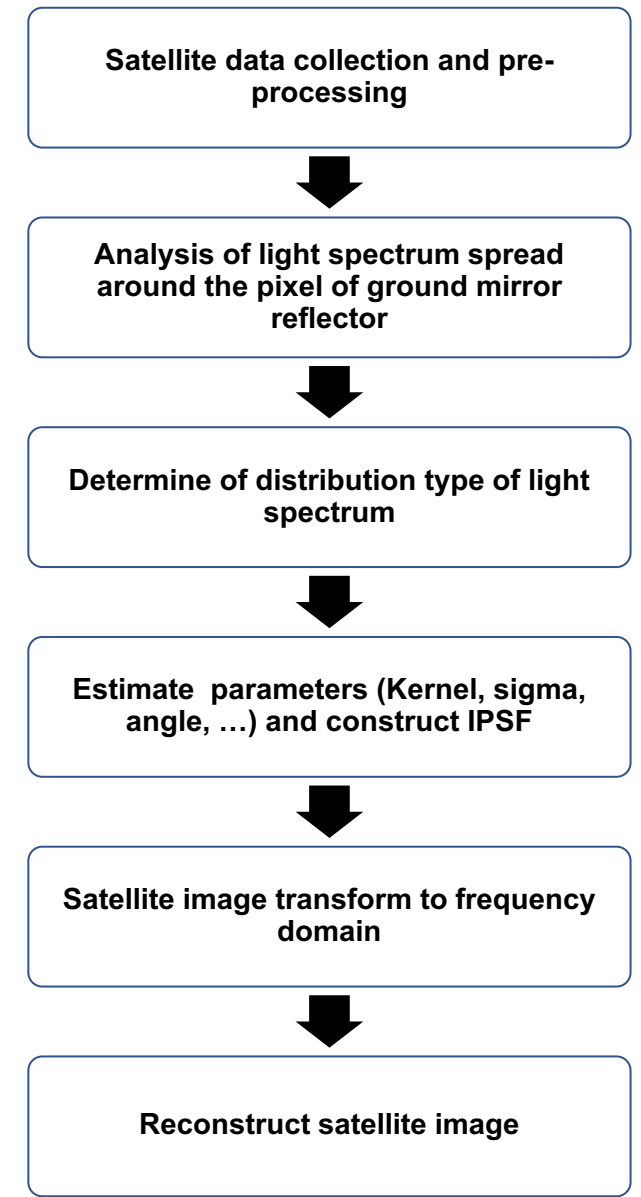 Satellite data collection and pre-
processing
Analysis of light spectrum spread
around the pixel of ground mirror
reflector
Determine of distribution type of light
spectrum
Estimate  parameters (Kernel, sigma,
angle, …) and construct IPSF
Satellite image transform to frequency
domain
Reconstruct satellite image